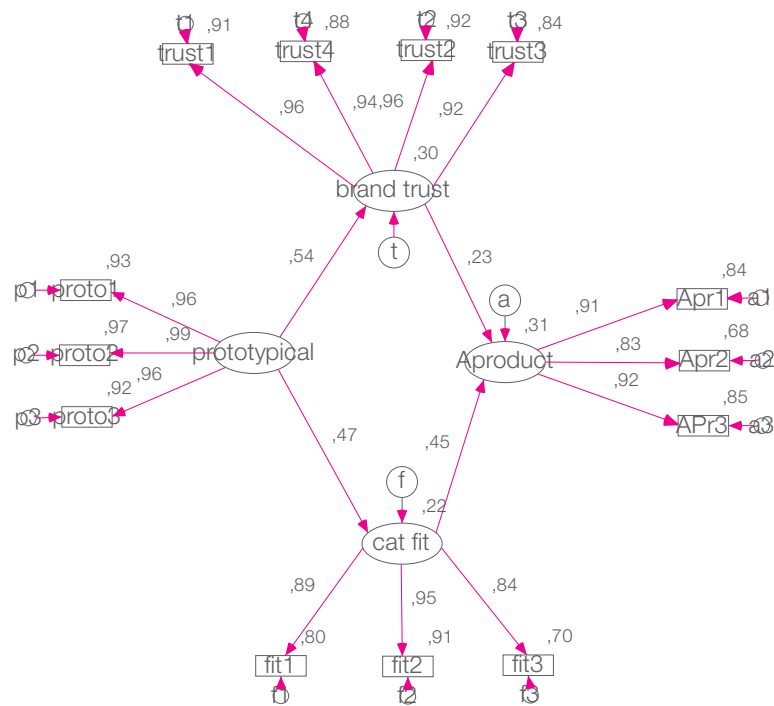 t1 t4 t2 t3
,91 ,88 ,92 ,84
trust1 trust4 trust2 trust3
,96 ,94 ,96 ,92
,30
brand trust
t
,54 ,23
,93
p1 proto1
,96
,97
p2 proto2
,99
,92
p3 proto3
,96
prototypical
a
,31
Aproduct
,84
,91
Apr1 a1
,68
,83
Apr2 a2
,85
,92
APr3 a3
,47 ,45
f
,22
cat fit
,89 ,95 ,84
,80 ,91 ,70
fit1 fit2 fit3
f1 f2 f3